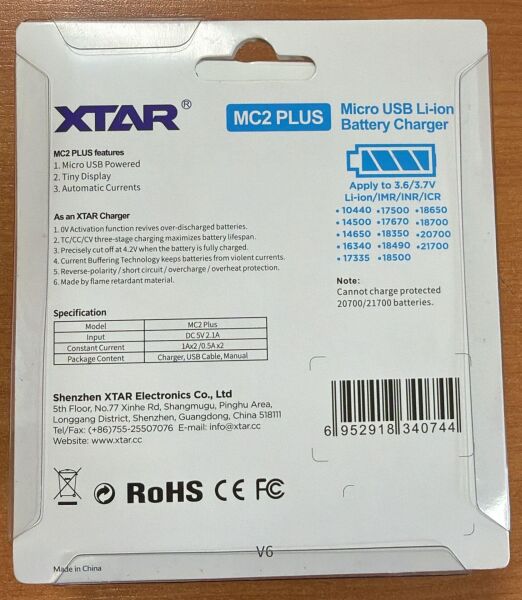 XTAR®
MC2 PLUS
Micro USB Li-ion
Battery Charger
MC2 PLUS features
1. Micro USB Powered
2. Tiny Display
3. Automatic Currents
Apply to 3.6/3.7V
Li-ion/IMR/INR/ICR
•10440 •17500 •18650
•14500 •17670 •18700
•14650 •18350 •20700
•16340 •18490 •21700
•17335 •18500
As an XTAR Charger
1. 0V Activation function revives over-discharged batteries.
2. TC/CC/CV three-stage charging maximizes battery lifespan.
3. Precisely cut off at 4.2V when the battery is fully charged.
4. Current Buffering Technology keeps batteries from violent currents.
5. Reverse-polarity / short circuit / overcharge / overheat protection.
6. Made by flame retardant material.
Note:
Cannot charge protected
20700/21700 batteries.
Specification
Model MC2 Plus
Input DC 5V 2.1A
Constant Current 1Ax2 /0.5A x2
Package Content Charger, USB Cable, Manual
Shenzhen XTAR Electronics Co., Ltd
5th Floor, No.77 Xinhe Rd, Shangmugu, Pinghu Area,
Longgang District, Shenzhen, Guangdong, China 518111
Tel/Fax: (+86)755-25507076 E-mail: info@xtar.cc
Website: www.xtar.cc
6 952918 340744
RoHS CE FC
V6
Made in China